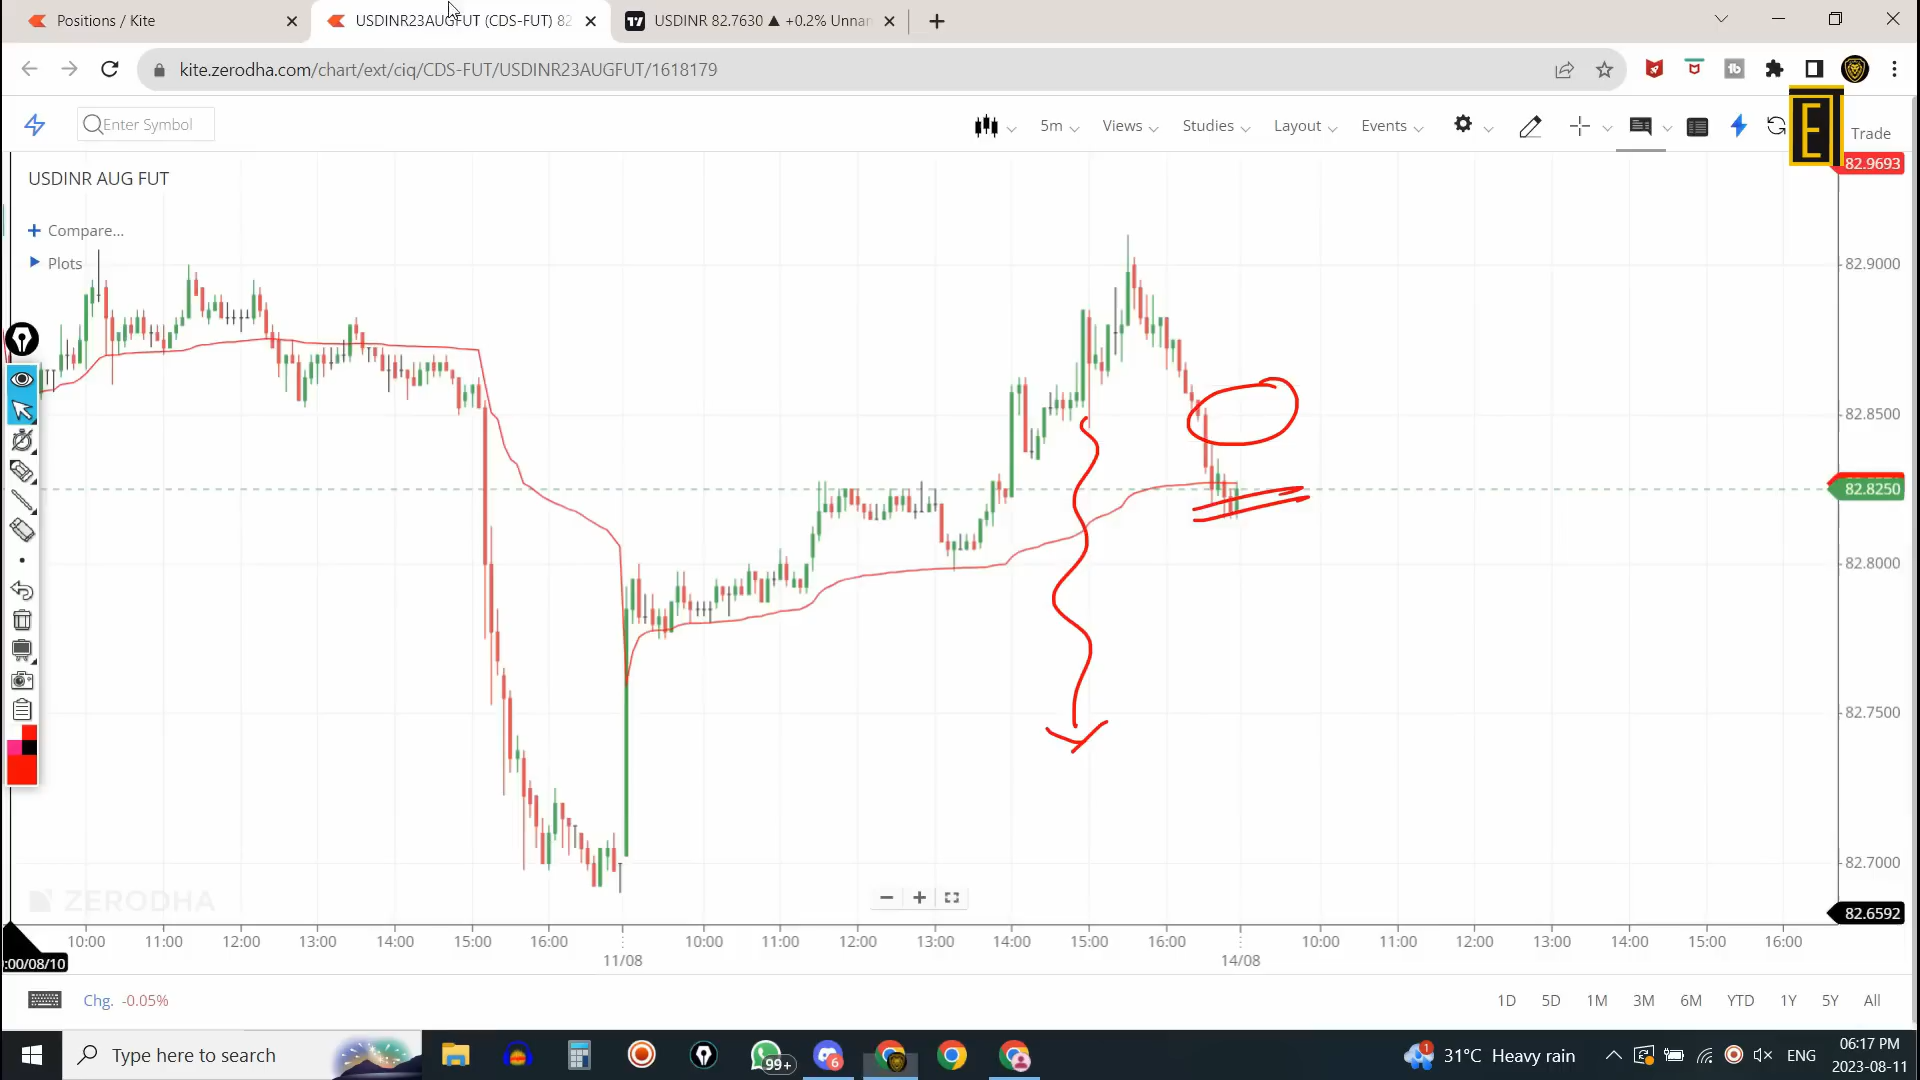 Positions / Kite
USDINR23AUGFUT (CDS-FUT) 82
USDINR 82.7630 ▲ +0.2% Unnar
kite.zerodha.com/chart/ext/ciq/CDS-FUT/USDINR23AUGFUT/1618179
Enter Symbol
5m
Views
Studies
Layout
Events
E
Trade
82.9693
USDINR AUG FUT
+ Compare...
Plots
82.9000
82.8500
82.8250
82.8000
82.7500
82.7000
82.6592
ZERODHA
10:00 11:00 12:00 13:00 14:00 15:00 16:00 10:00 11:00 12:00 13:00 14:00 15:00 16:00 10:00 11:00 12:00 13:00 14:00 15:00 16:00
:00/08/10
11/08
14/08
Chg. -0.05%
1D 5D 1M 3M 6M YTD 1Y 5Y All
Type here to search
99+
6
1
31°C Heavy rain
ENG
06:17 PM
2023-08-11